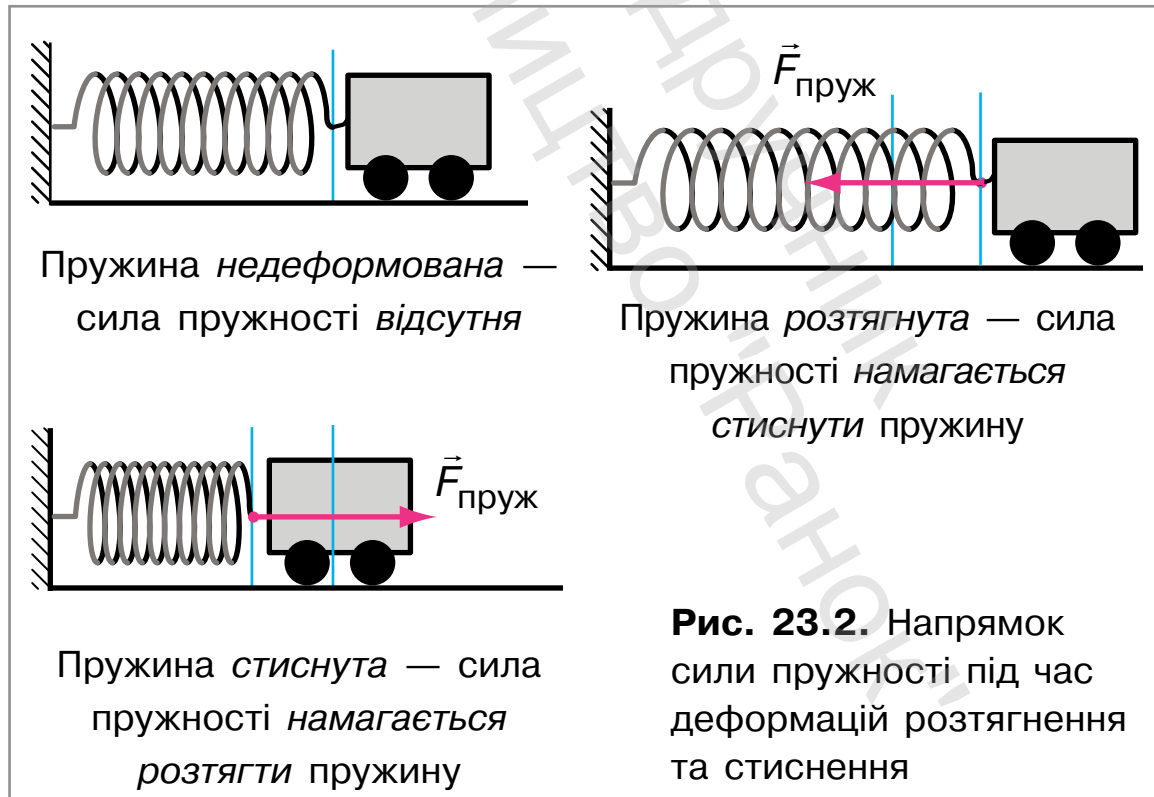 Пружина недеформована —
сила пружності відсутня
F⃗пруж
Пружина розтягнута — сила
пружності намагається
стиснути пружину
F⃗пруж
Пружина стиснута — сила
пружності намагається
розтягти пружину
Рис. 23.2. Напрямок
сили пружності під час
деформацій розтягнення
та стиснення
"Ранок"